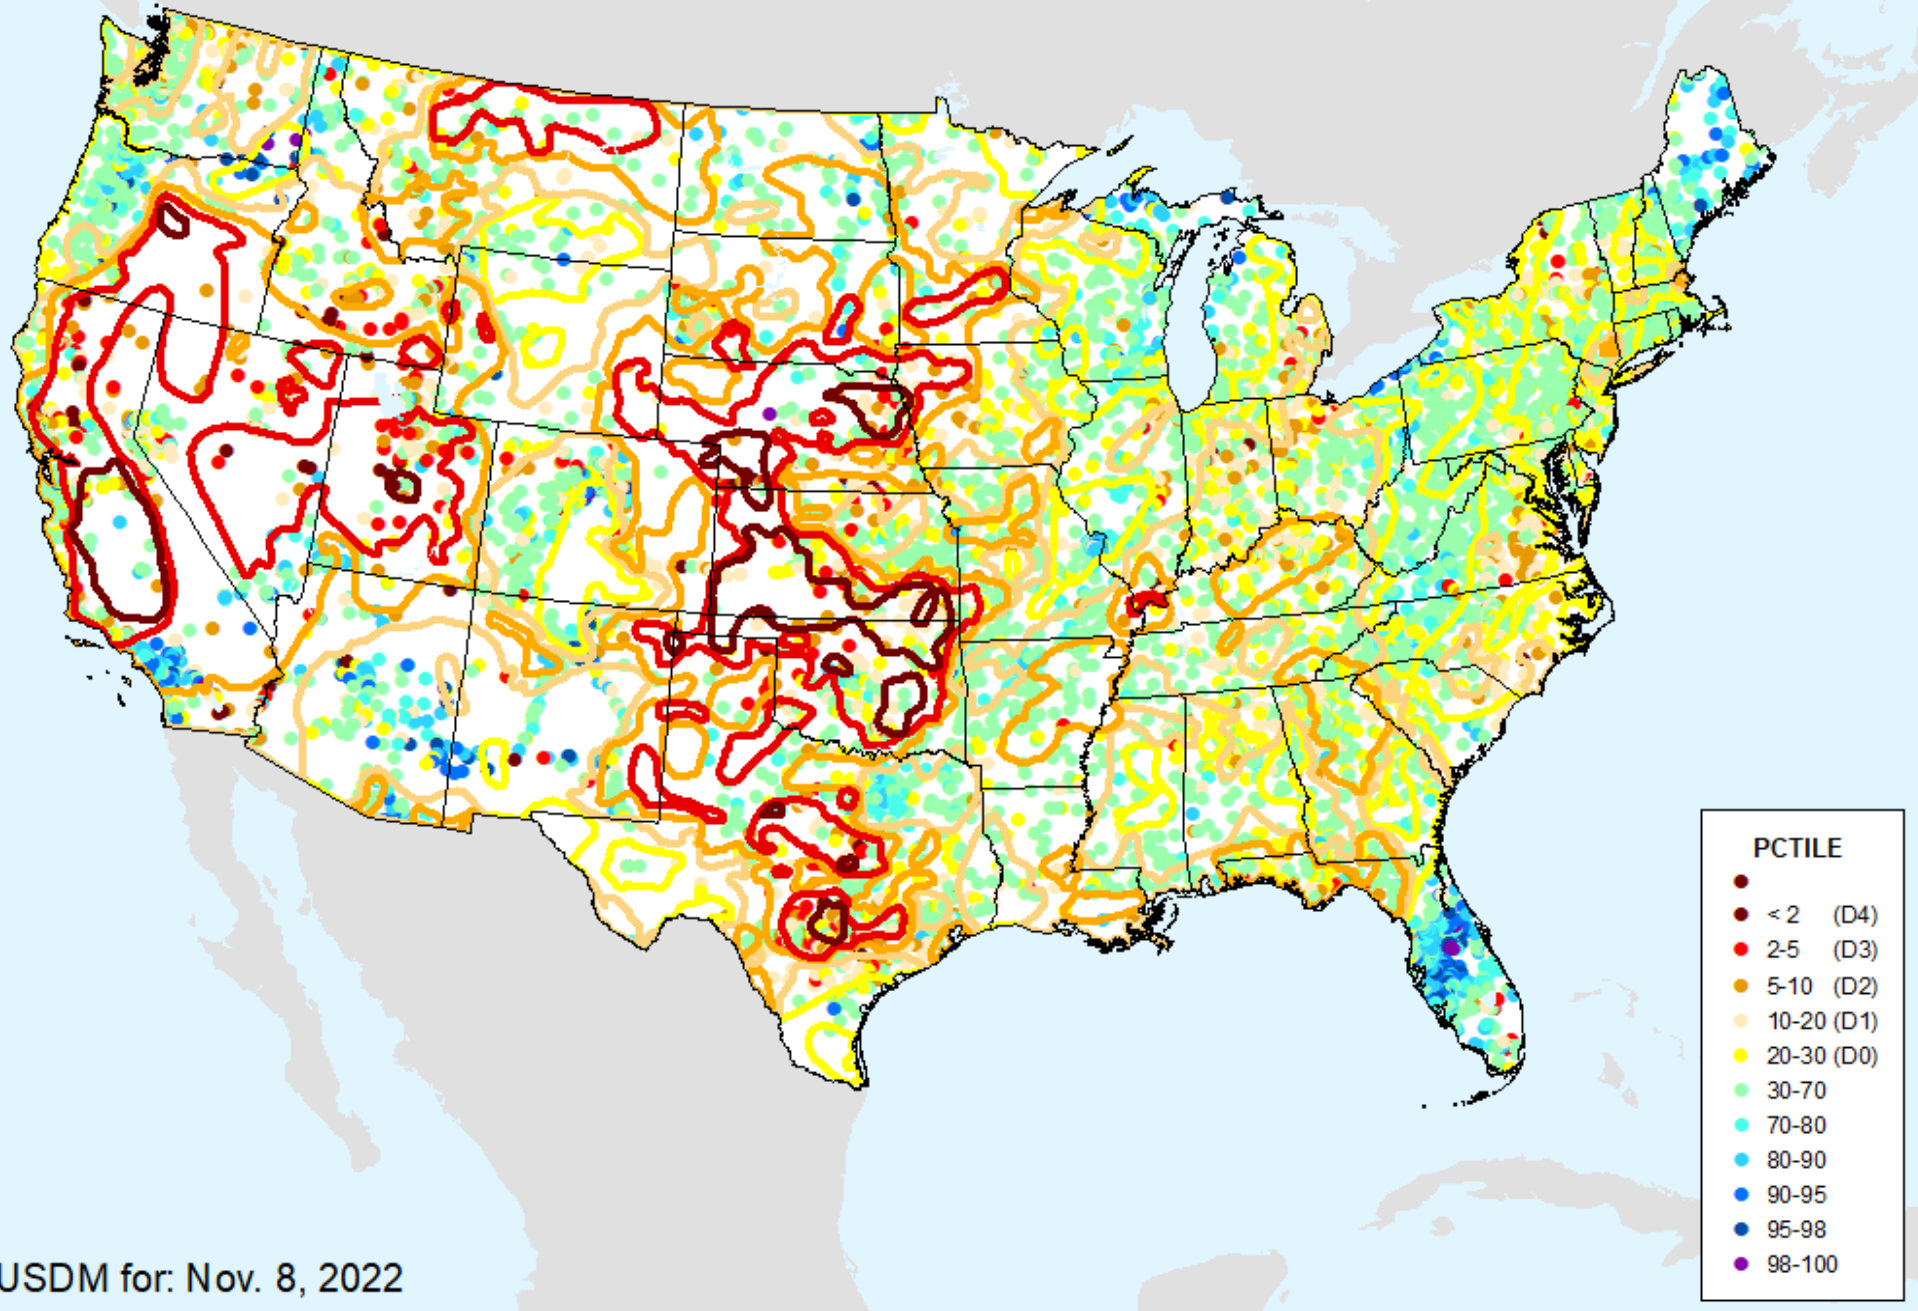 PCTILE
< 2 (D4)
2-5 (D3)
5-10 (D2)
10-20 (D1)
20-30 (D0)
30-70
70-80
80-90
90-95
95-98
98-100
USDM for: Nov. 8, 2022